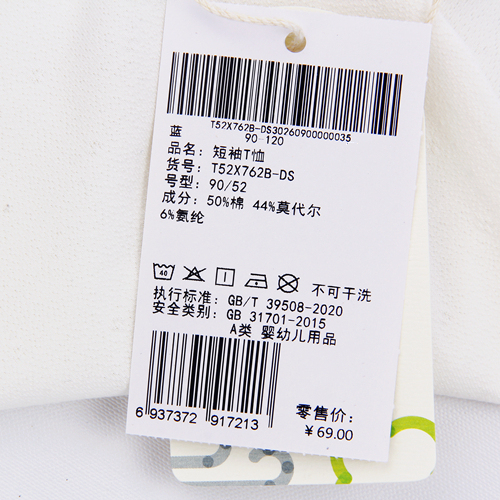 T52X762B-DS30260900000035
蓝 90-120
品名: 短袖T恤
货号: T52X762B-DS
号型: 90/52
成分: 50%棉 44%莫代尔
6%氨纶
40 不可干洗
执行标准: GB/T 39508-2020
安全类别: GB 31701-2015
A类 婴幼儿用品
6 937372 917213
零售价:
¥69.00